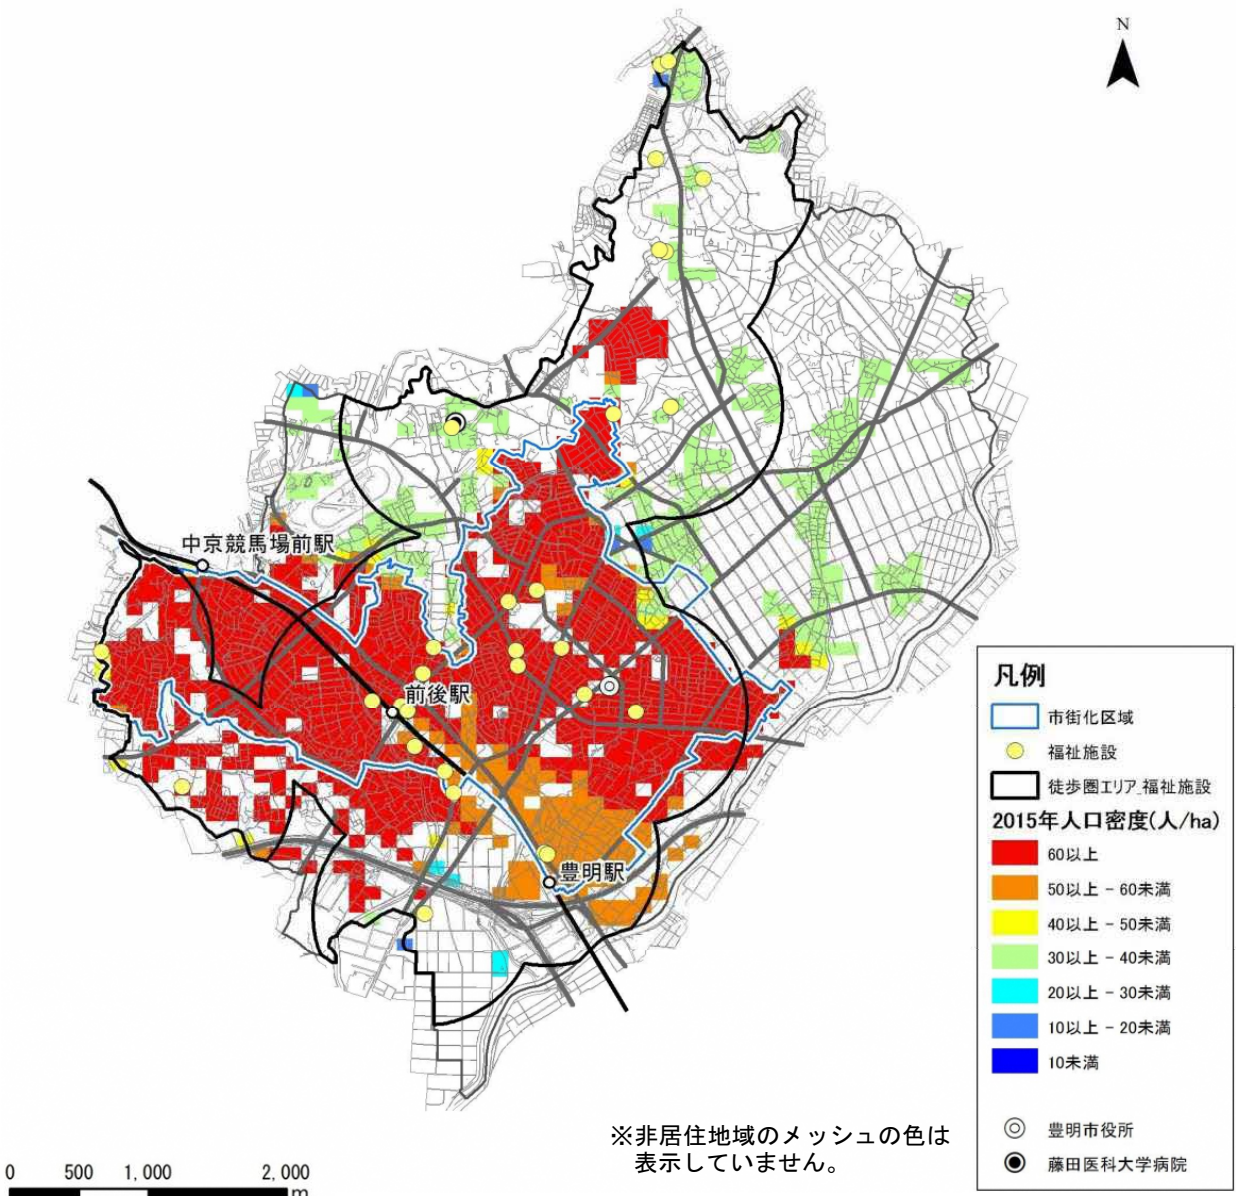 N
中京競馬場前駅
前後駅
豊明駅
凡例
市街化区域
福祉施設
徒歩圏エリア_福祉施設
2015年人口密度(人/ha)
60以上
50以上 - 60未満
40以上 - 50未満
30以上 - 40未満
20以上 - 30未満
10以上 - 20未満
10未満
豊明市役所
藤田医科大学病院
※非居住地域のメッシュの色は
表示していません。
0 500 1,000 2,000
m